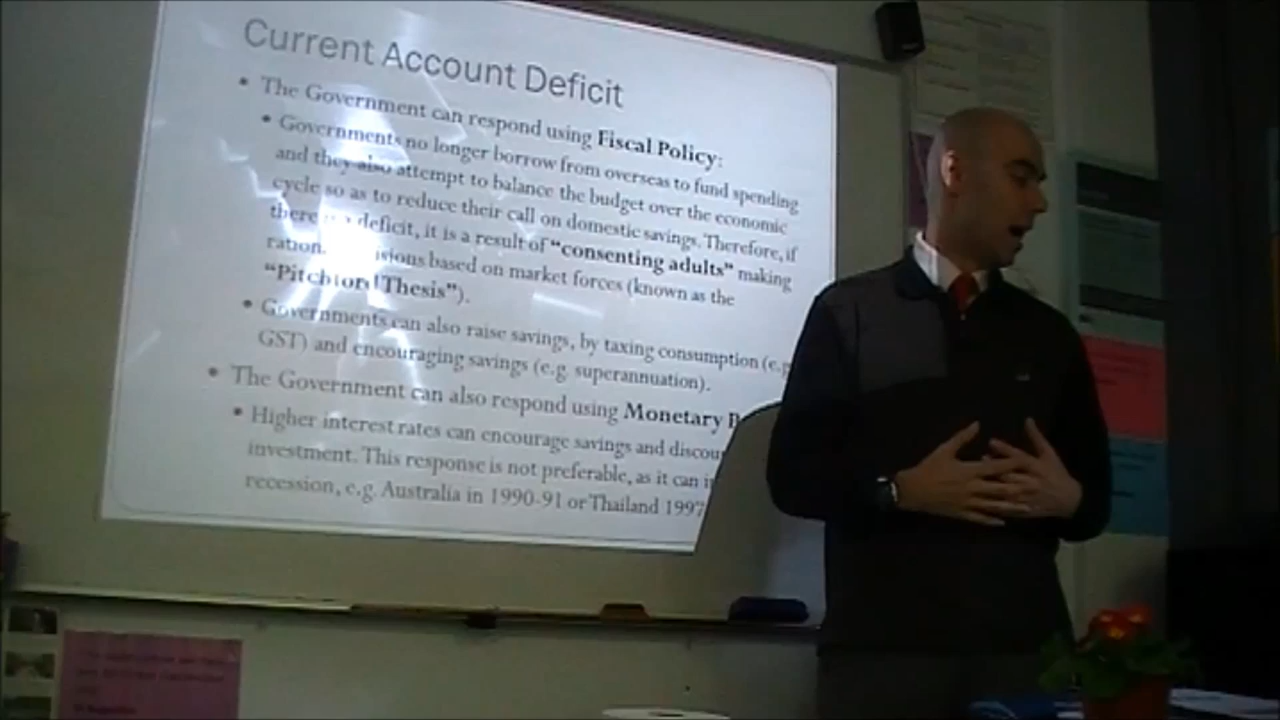 Current Account Deficit
• The Government can respond using Fiscal Policy:
• Governments no longer borrow from overseas to fund spending
and they also attempt to balance the budget over the economic
cycle so as to reduce their call on domestic savings. Therefore, if
there deficit, it is a result of "consenting adults" making
based on market forces (known as the
"Pitchford Thesis").
• Governments can also raise savings, by taxing consumption (e.g
GST) and encouraging savings (e.g. superannuation).
• The Government can also respond using Monetary
• Higher interest rates can encourage savings and
investment. This response is not preferable, as it can
recession, e.g. Australia in 1990-91 or Thailand 1997